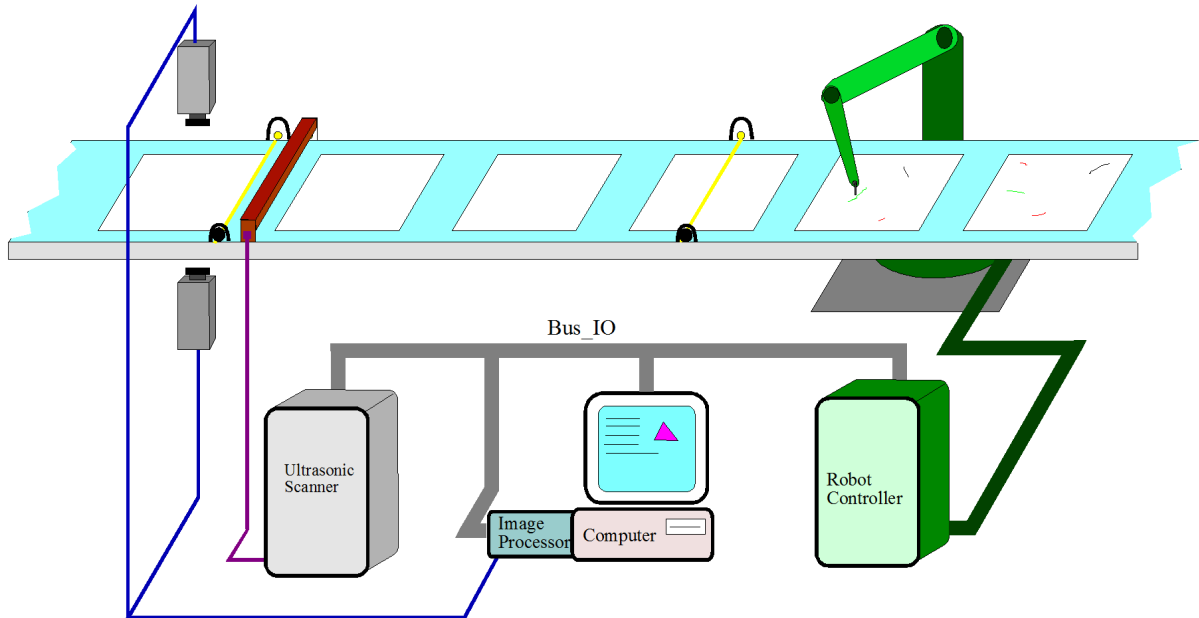 Bus_IO
Ultrasonic
Scanner
Image
Processor
Computer
Robot
Controller